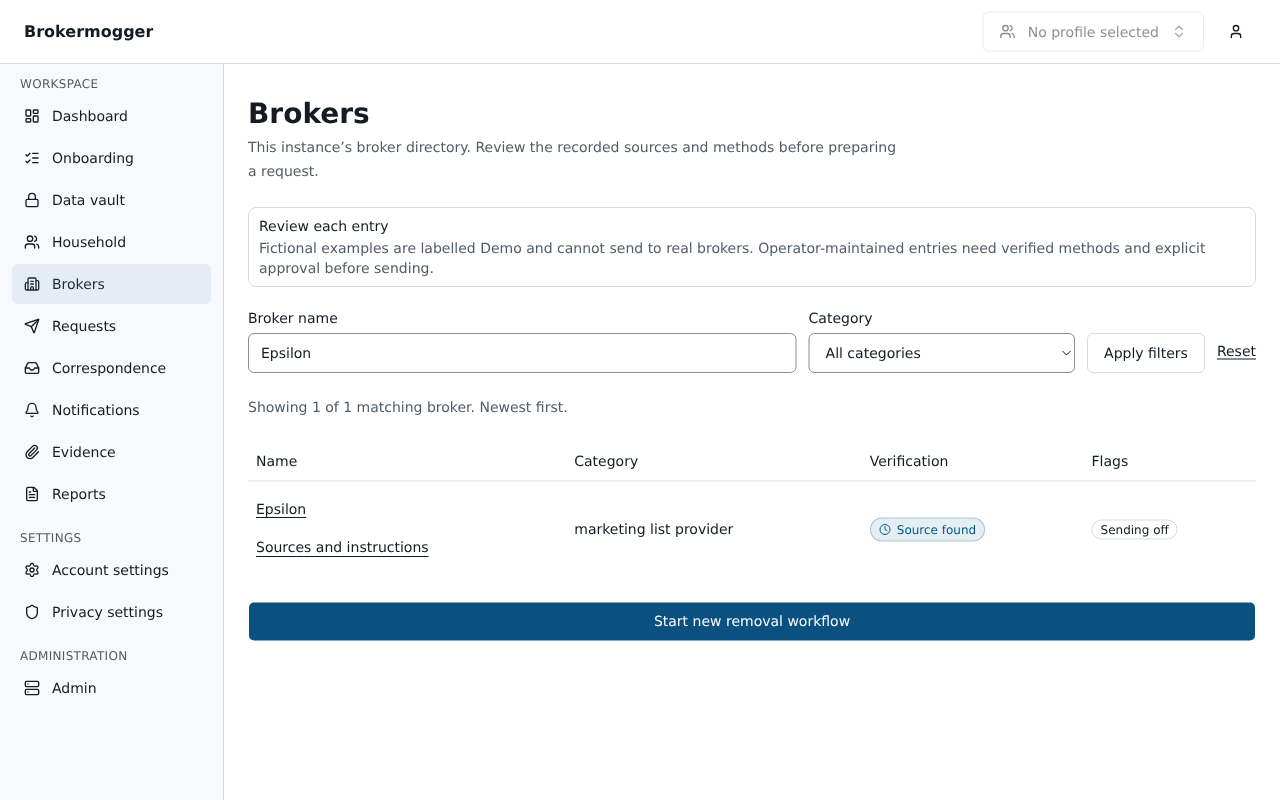 Brokermogger
No profile selected
WORKSPACE
Dashboard
Onboarding
Data vault
Household
Brokers
Requests
Correspondence
Notifications
Evidence
Reports
SETTINGS
Account settings
Privacy settings
ADMINISTRATION
Admin
Brokers
This instance’s broker directory. Review the recorded sources and methods before preparing
a request.
Review each entry
Fictional examples are labelled Demo and cannot send to real brokers. Operator-maintained entries need verified methods and explicit
approval before sending.
Broker name
Category
Epsilon
All categories
Apply filters
Reset
Showing 1 of 1 matching broker. Newest first.
Name
Category
Verification
Flags
Epsilon
Sources and instructions
marketing list provider
Source found
Sending off
Start new removal workflow